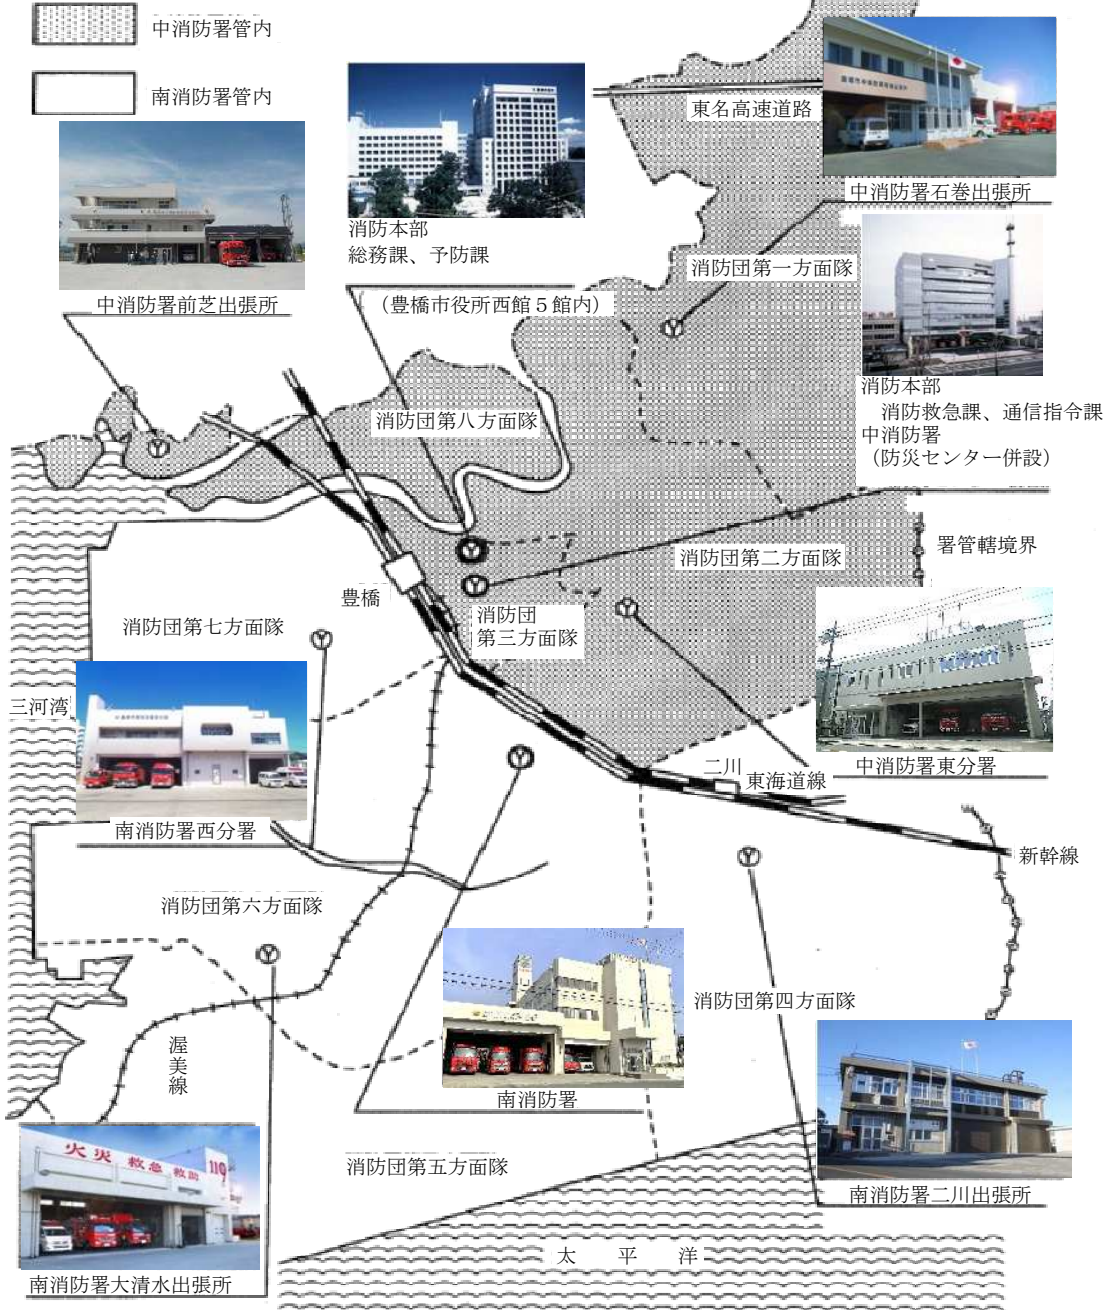 中消防署管内
南消防署管内
東名高速道路
中消防署石巻出張所
消防本部
総務課、予防課
(豊橋市役所西館5館内)
中消防署前芝出張所
消防団第一方面隊
消防本部
消防救急課、通信指令課
中消防署
(防災センター併設)
消防団第八方面隊
署管轄境界
消防団第二方面隊
豊橋
消防団
第三方面隊
消防団第七方面隊
三河湾
二川
東海道線
中消防署東分署
南消防署西分署
新幹線
消防団第六方面隊
消防団第四方面隊
渥美線
南消防署
火災 救急 救助 119
消防団第五方面隊
南消防署二川出張所
太 平 洋
南消防署大清水出張所